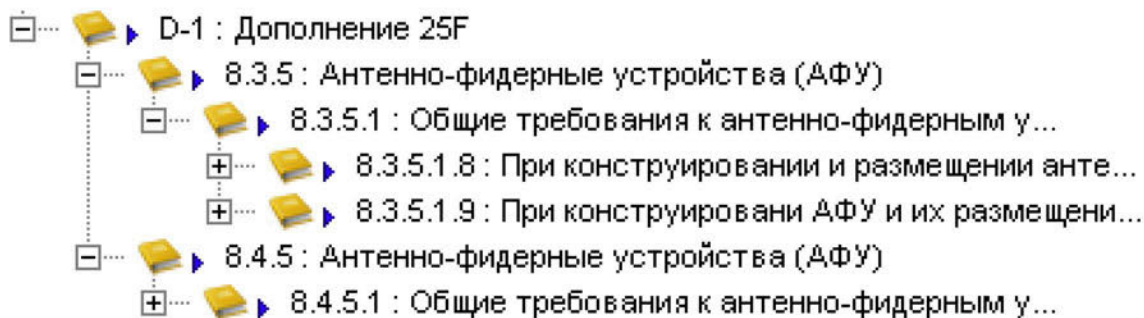 D-1 : Дополнение 25F
8.3.5 : Антенно-фидерные устройства (АФУ)
8.3.5.1 : Общие требования к антенно-фидерным у...
8.3.5.1.8 : При конструировании и размещении анте...
8.3.5.1.9 : При конструировани АФУ и их размещени...
8.4.5 : Антенно-фидерные устройства (АФУ)
8.4.5.1 : Общие требования к антенно-фидерным у...